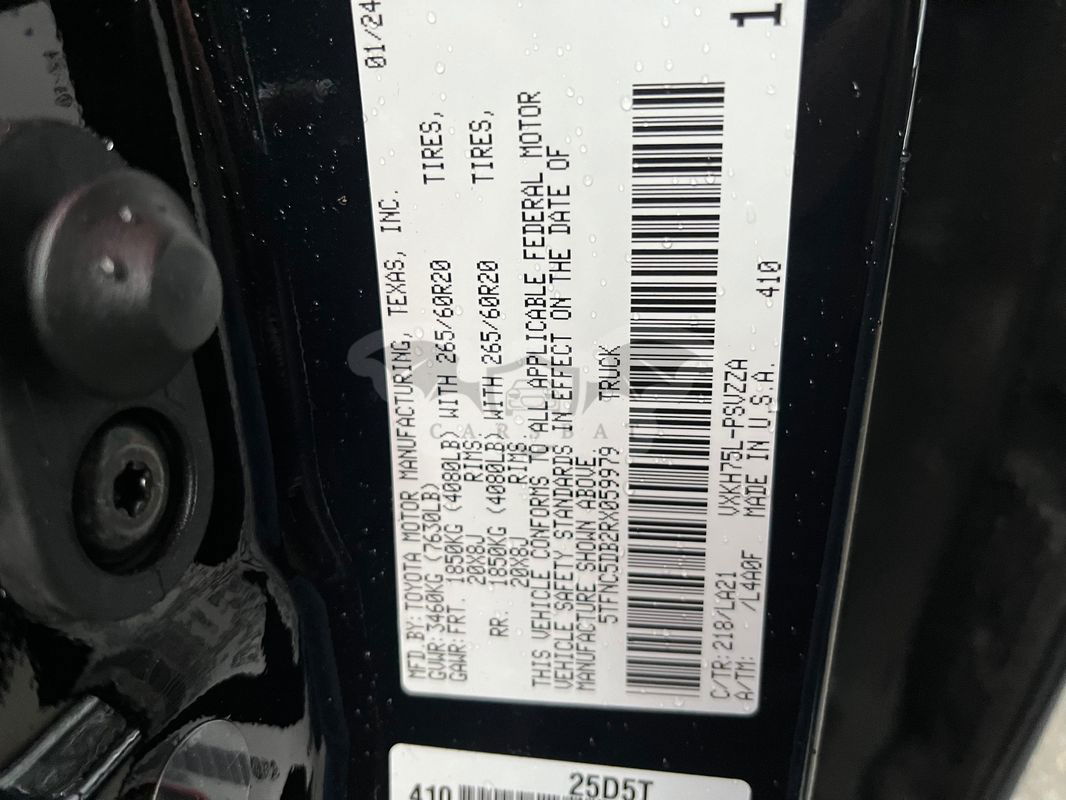 MFD.BY:TOYOTA MOTOR MANUFACTURING, TEXAS, INC. 01/24
GVWR:3460KG (7630LB)
GAWR:FRT. 1850KG (4080LB) WITH 265/60R20 TIRES,
20X8J RIMS
RR. 1850KG (4080LB) WITH 265/60R20 TIRES,
20X8J RIMS
THIS VEHICLE CONFORMS TO ALL APPLICABLE FEDERAL MOTOR
VEHICLE SAFETY STANDARDS IN EFFECT ON THE DATE OF
MANUFACTURE SHOWN ABOVE.
5TFNC5DB2RX059979 TRUCK
C/TR:218/LA21 VXKH75L-PSVZZA
A/TM: /L4A0F MADE IN U.S.A. 410
1
CARSBAT
410
25D5T